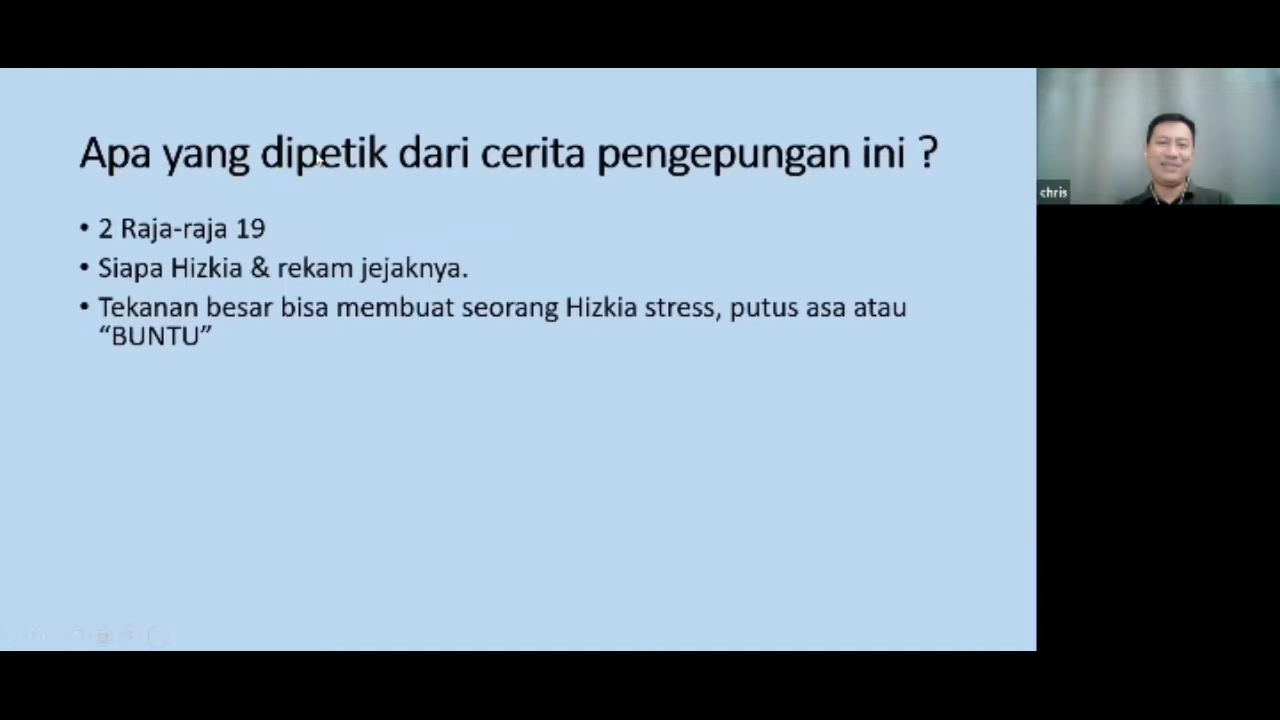 Apa yang dipetik dari cerita pengepungan ini ?
• 2 Raja-raja 19
• Siapa Hizkia & rekam jejaknya.
• Tekanan besar bisa membuat seorang Hizkia stress, putus asa atau
“BUNTU”
chris